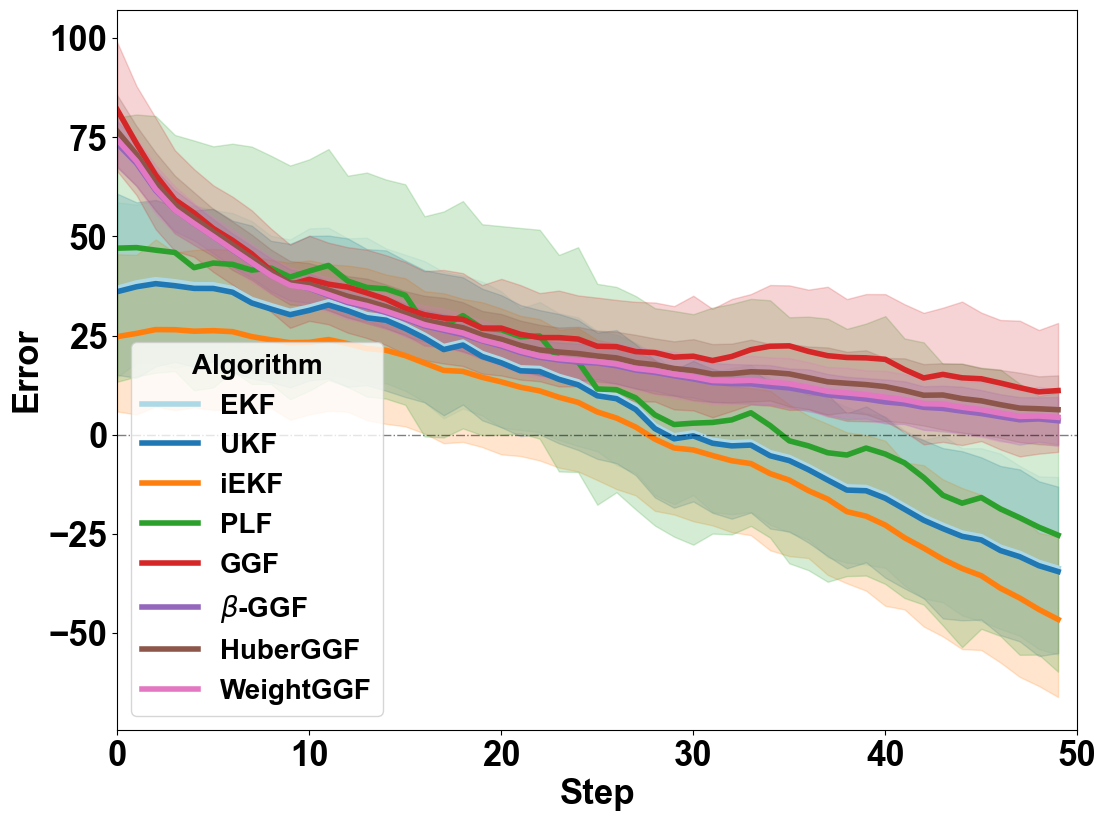 100
75
50
25
0
−25
−50
Error
Algorithm
EKF
UKF
iEKF
PLF
GGF
β-GGF
HuberGGF
WeightGGF
0 10 20 30 40 50
Step